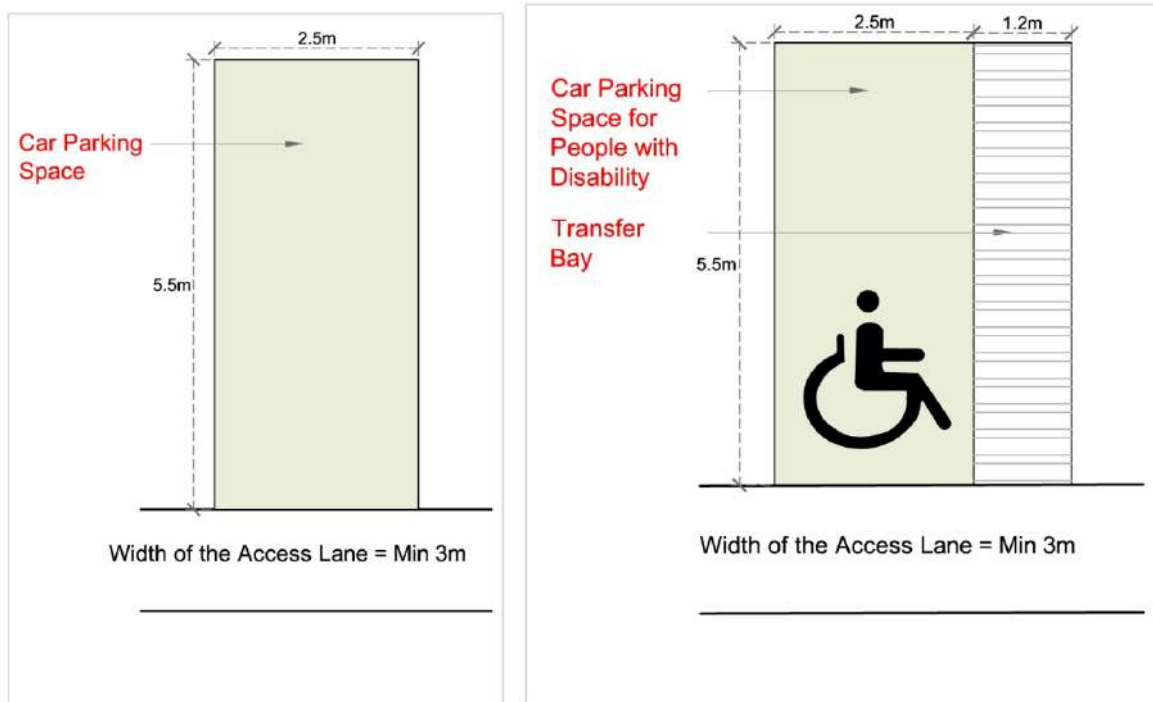 2.5m
Car Parking
Space
5.5m
Width of the Access Lane = Min 3m
2.5m
1.2m
Car Parking
Space for
People with
Disability
Transfer
Bay
5.5m
Width of the Access Lane = Min 3m